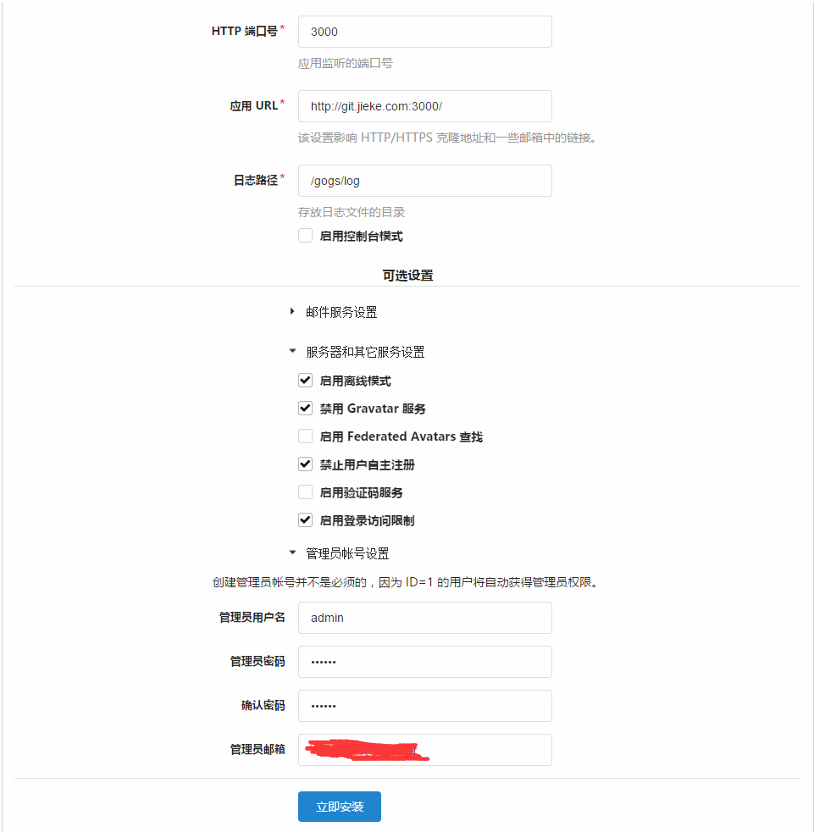 HTTP 端口号* 3000
应用监听的端口号
应用 URL* http://git.jieke.com:3000/
该设置影响 HTTP/HTTPS 克隆地址和一些邮箱中的链接。
日志路径* /gogs/log
存放日志文件的目录
启用控制台模式
可选设置
邮件服务设置
服务器和其它服务设置
启用离线模式
禁用 Gravatar 服务
启用 Federated Avatars 查找
禁止用户自主注册
启用验证码服务
启用登录访问限制
管理员帐号设置
创建管理员帐号并不是必须的，因为 ID=1 的用户将自动获得管理员权限。
管理员用户名 admin
管理员密码 ••••••
确认密码 ••••••
管理员邮箱
立即安装